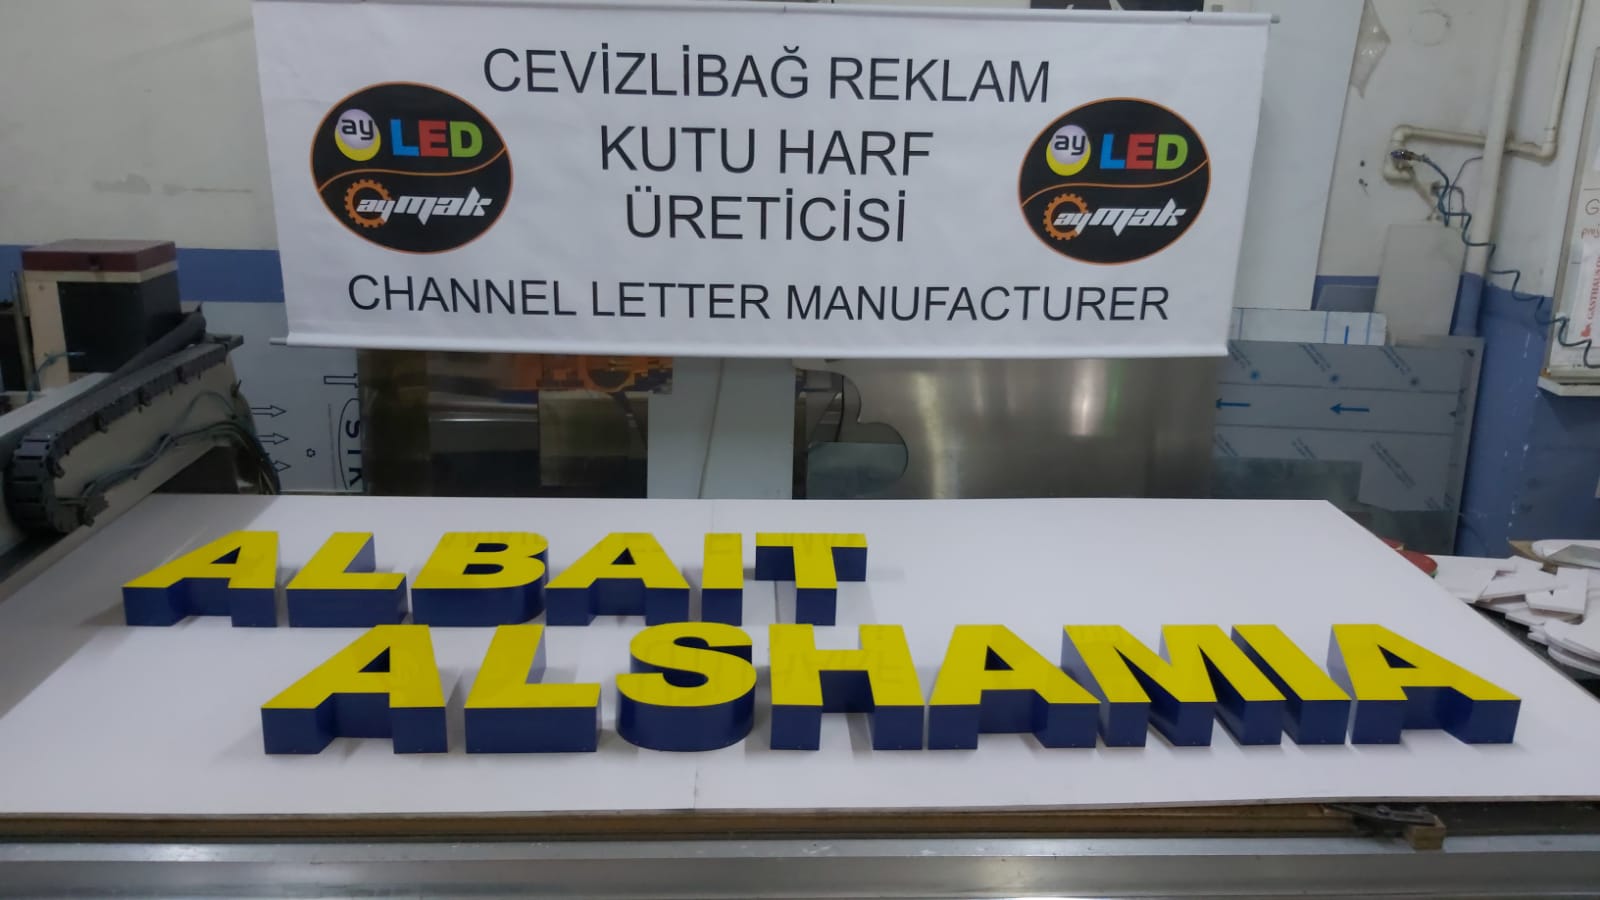 CEVİZLİBAĞ REKLAM
ay LED
aymak
KUTU HARF
ÜRETİCİSİ
ay LED
aymak
CHANNEL LETTER MANUFACTURER
ALBAIT
ALSHAMIA